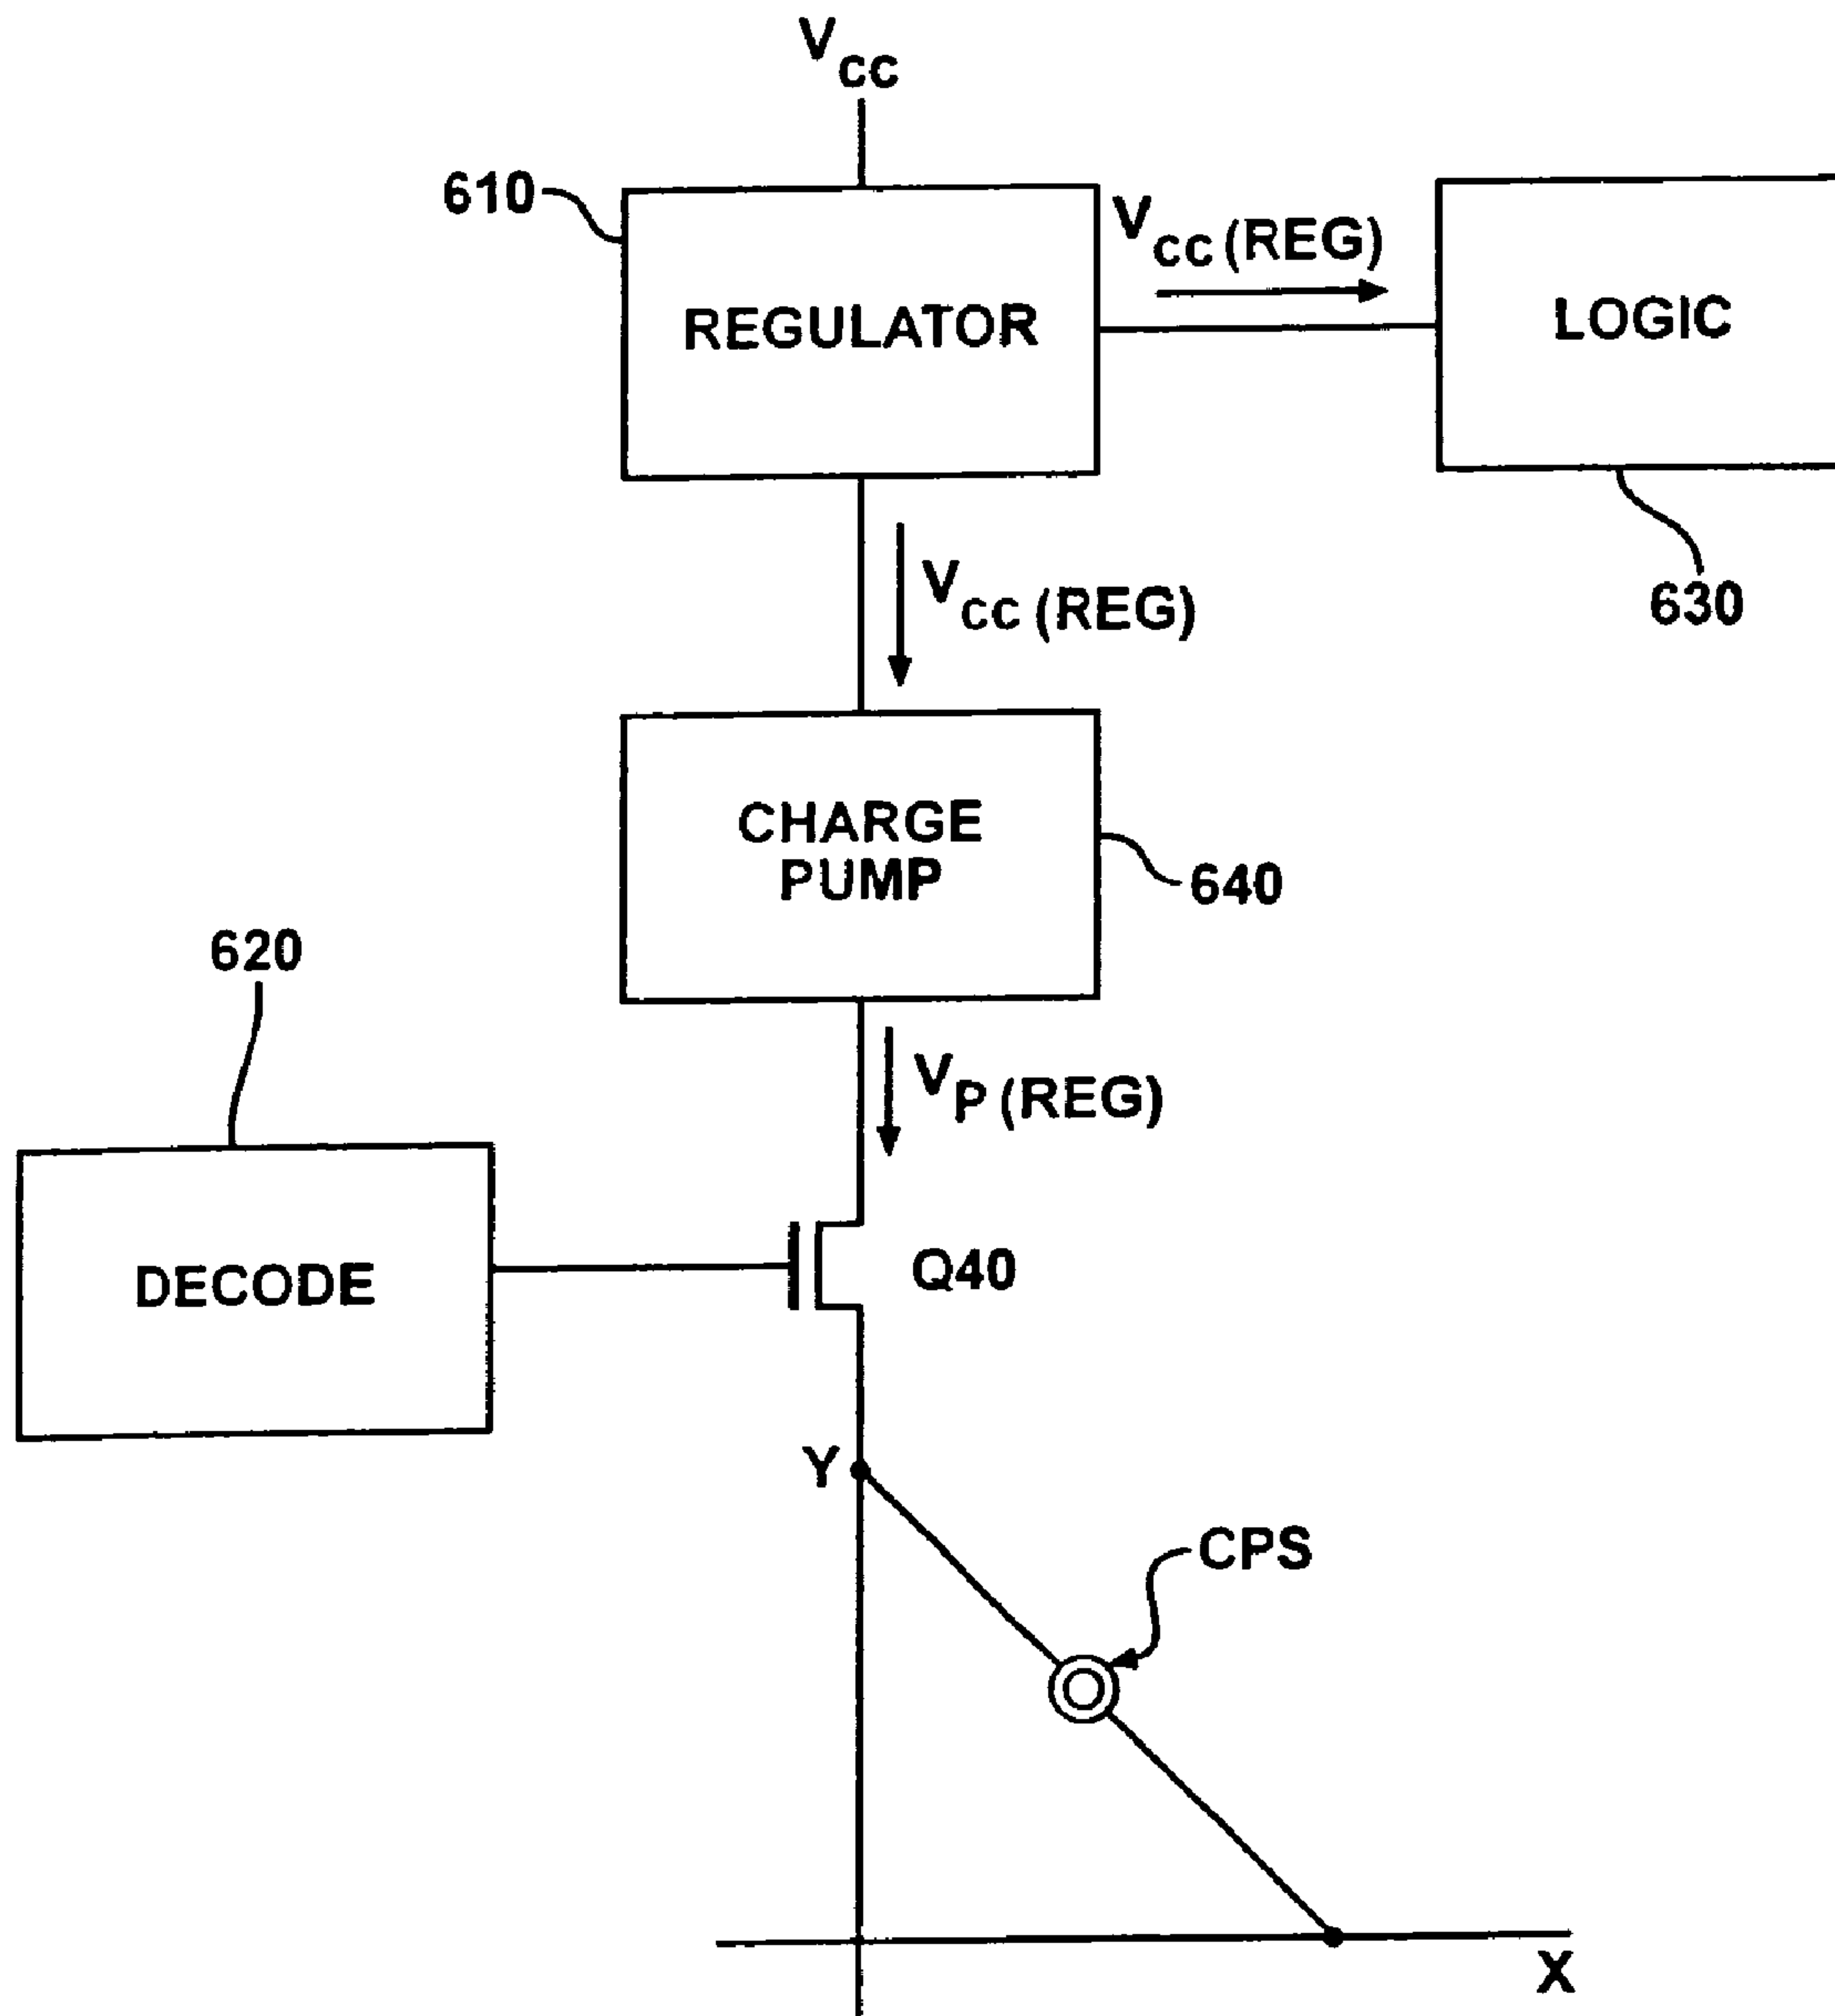 Vcc
610
Vcc (REG)
REGULATOR
LOGIC
Vcc (REG)
630
CHARGE
PUMP
640
620
VP (REG)
DECODE
Q40
Y
CPS
X